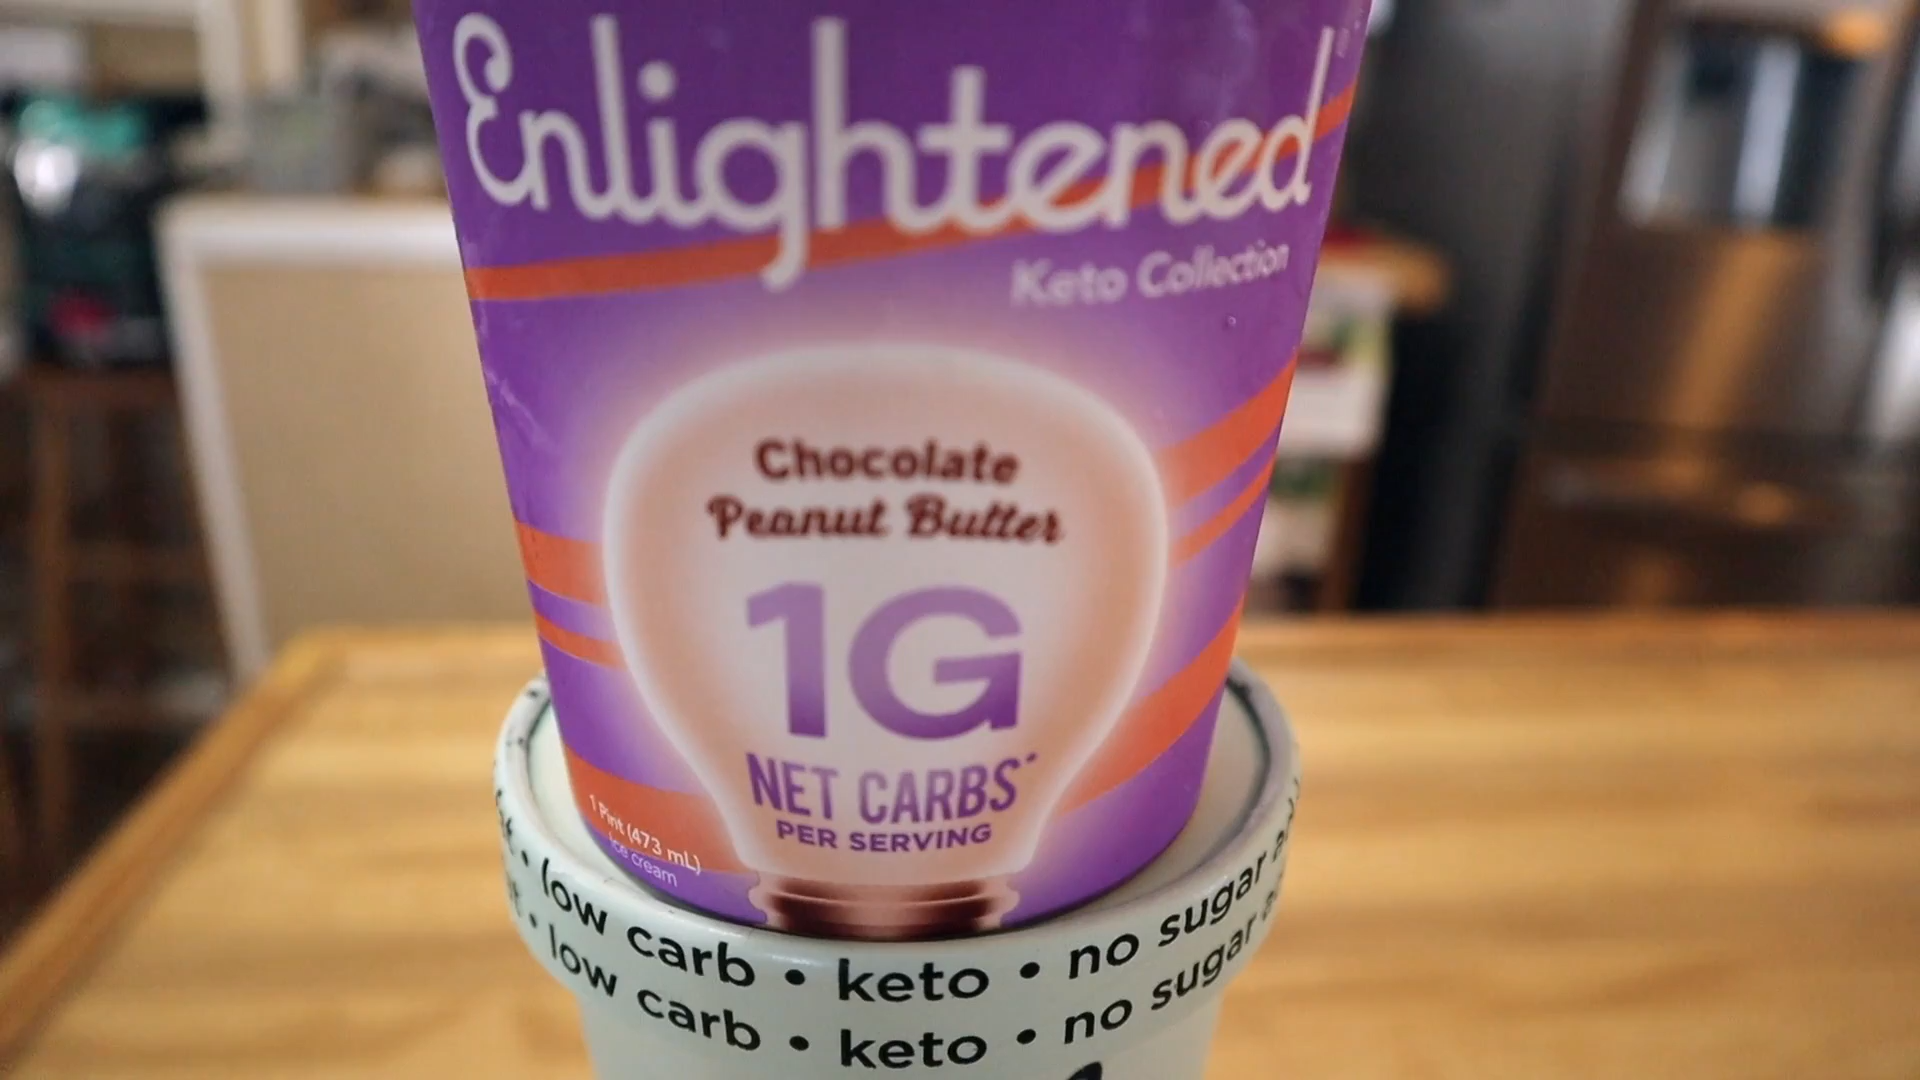 Enlightened
Keto Collection
Chocolate
Peanut Butter
1G
NET CARBS*
PER SERVING
1 Pint (473 mL)
ice cream
• low carb • keto • no sugar
• low carb • keto • no sugar